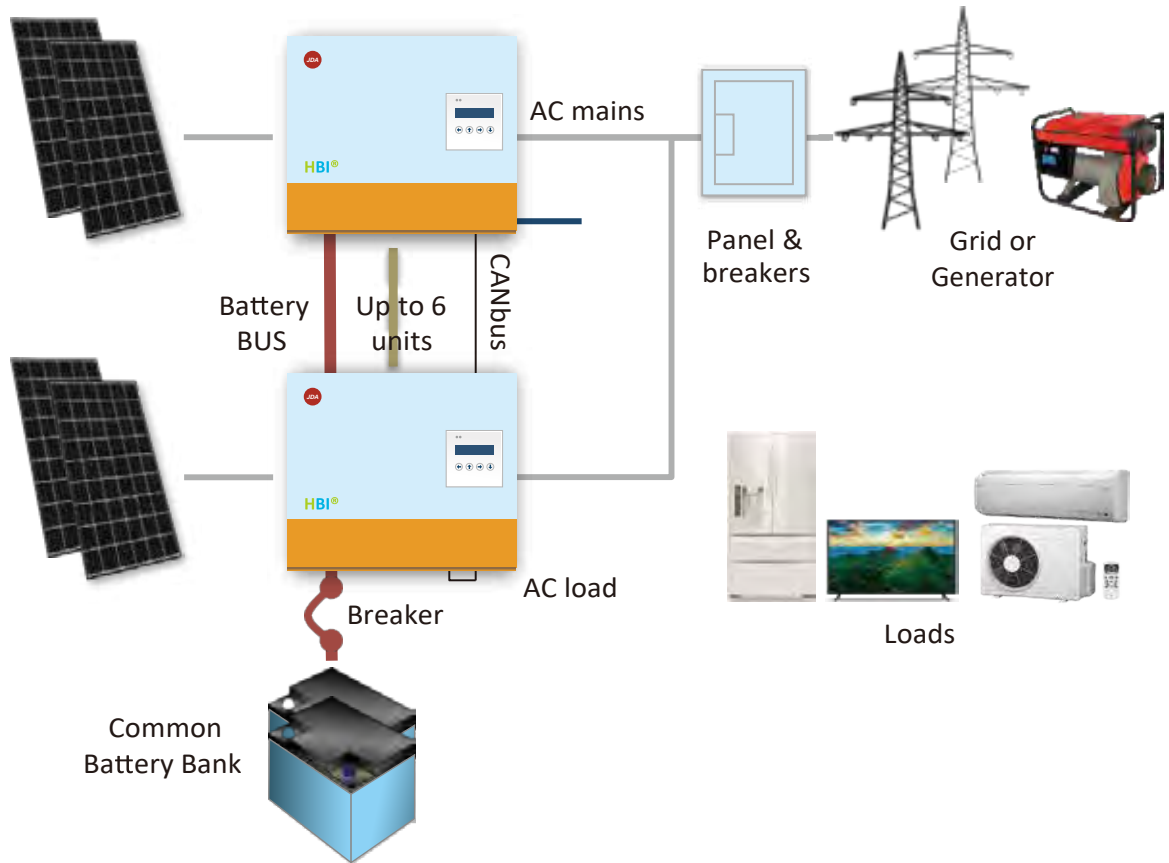 JDA
HBI®
AC mains
Panel &
breakers
Grid or
Generator
Battery
BUS
Up to 6
units
CANbus
JDA
HBI®
AC load
Breaker
Loads
Common
Battery Bank